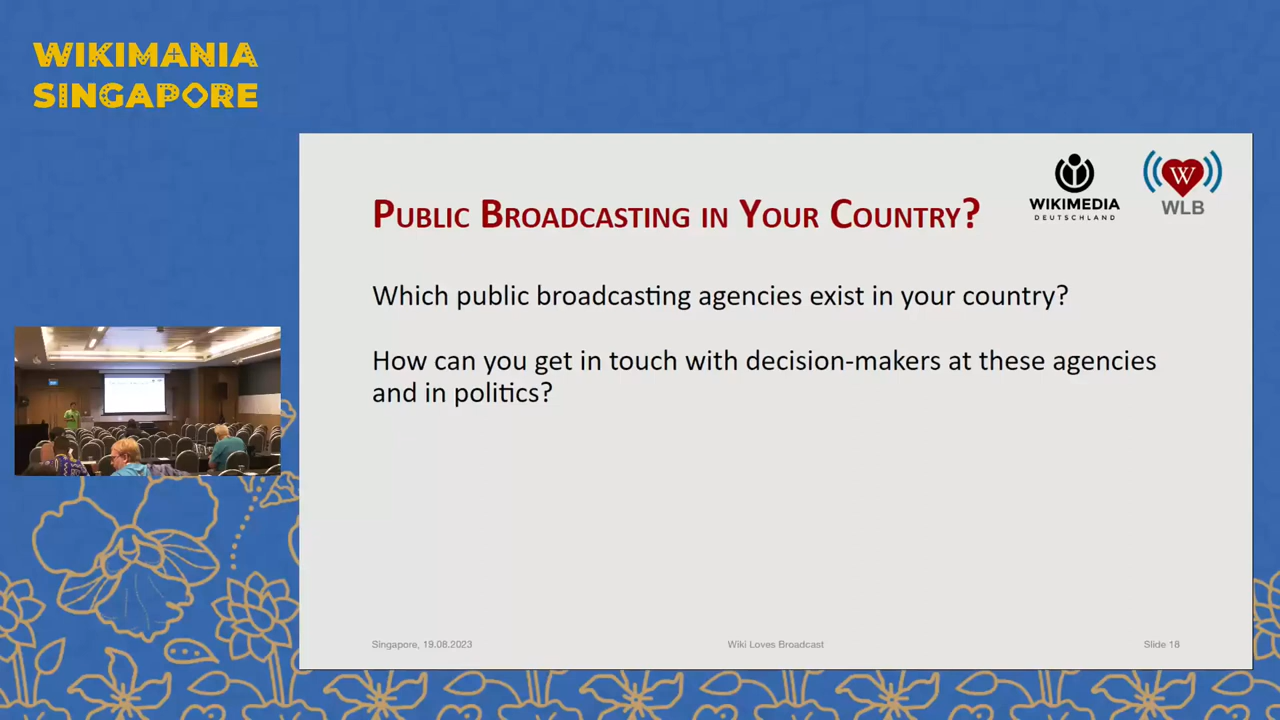 WIKIMANIA
SINGAPORE
WIKIMEDIA
DEUTSCHLAND
W
WLB
Public Broadcasting in Your Country?
Which public broadcasting agencies exist in your country?
How can you get in touch with decision-makers at these agencies
and in politics?
Singapore, 19.08.2023
Wiki Loves Broadcast
Slide 18